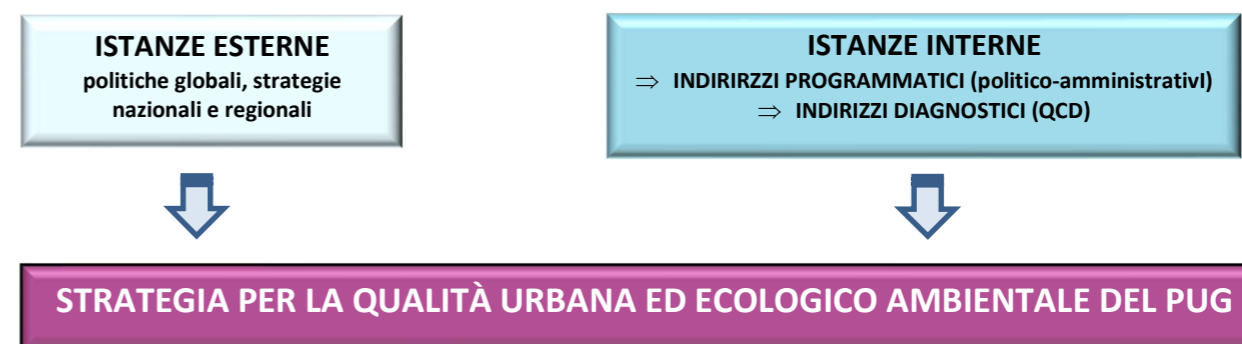 ISTANZE ESTERNE
politiche globali, strategie
nazionali e regionali
ISTANZE INTERNE
⇒ INDIRIRZZI PROGRAMMATICI (politico-amministrativI)
⇒ INDIRIZZI DIAGNOSTICI (QCD)
STRATEGIA PER LA QUALITÀ URBANA ED ECOLOGICO AMBIENTALE DEL PUG